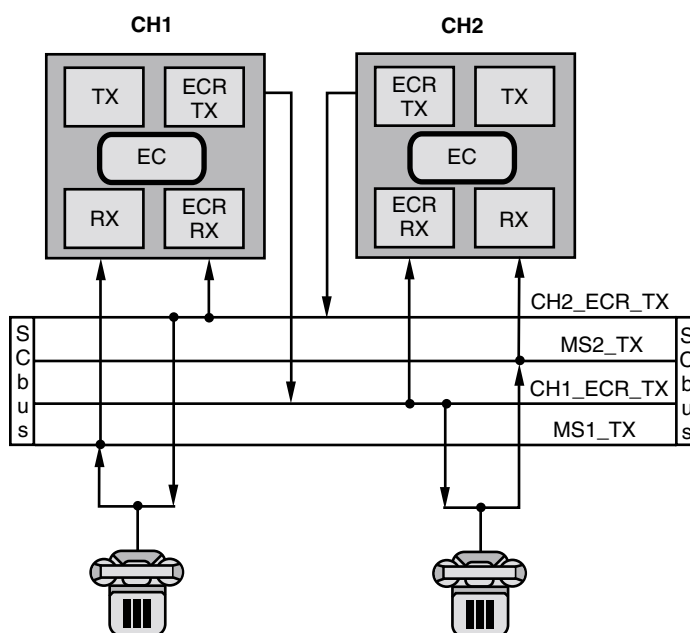 CH1
CH2
TX
ECR
TX
EC
RX
ECR
RX
ECR
TX
TX
EC
ECR
RX
RX
CH2_ECR_TX
MS2_TX
CH1_ECR_TX
MS1_TX
S
C
b
u
s
S
C
b
u
s